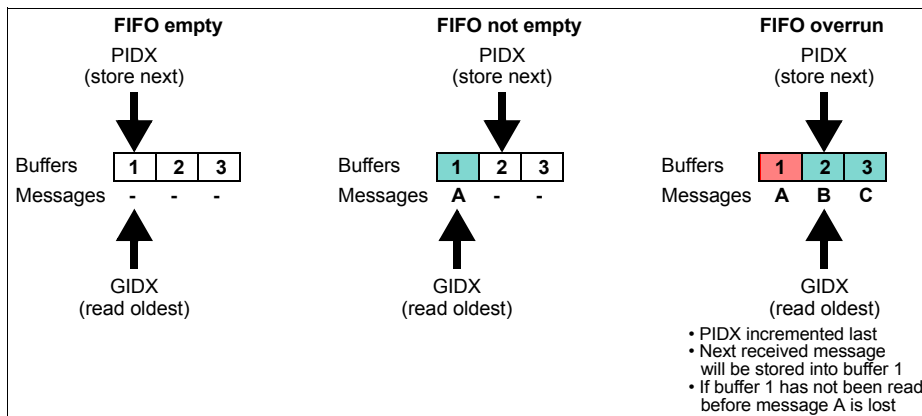 FIFO empty
PIDX
(store next)
Buffers 1 2 3
Messages - - -
GIDX
(read oldest)
FIFO not empty
PIDX
(store next)
Buffers 1 2 3
Messages A - -
GIDX
(read oldest)
FIFO overrun
PIDX
(store next)
Buffers 1 2 3
Messages A B C
GIDX
(read oldest)
• PIDX incremented last
• Next received message
will be stored into buffer 1
• If buffer 1 has not been read
before message A is lost